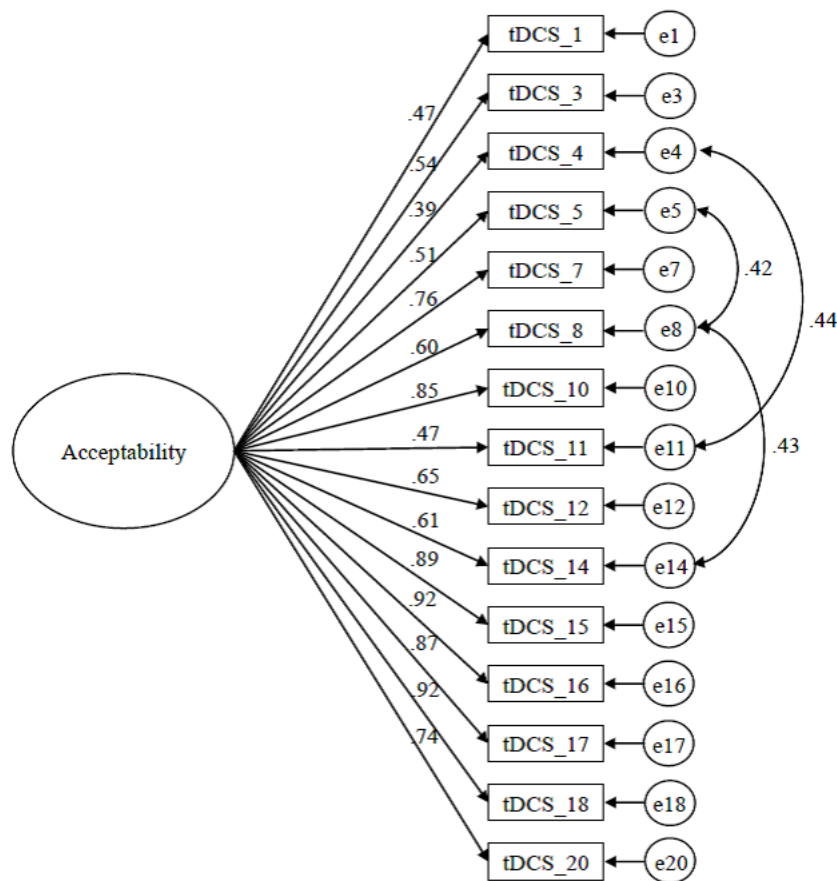 tDCS_1 e1
tDCS_3 e3
.47
tDCS_4 e4
.54
.39
tDCS_5 e5
.51
tDCS_7 e7
.42
.76
.44
tDCS_8 e8
.60
tDCS_10 e10
.85
.47
tDCS_11 e11
.43
Acceptability
.65
tDCS_12 e12
.61
.89
tDCS_14 e14
.92
tDCS_15 e15
.87
tDCS_16 e16
.92
.74
tDCS_17 e17
tDCS_18 e18
tDCS_20 e20